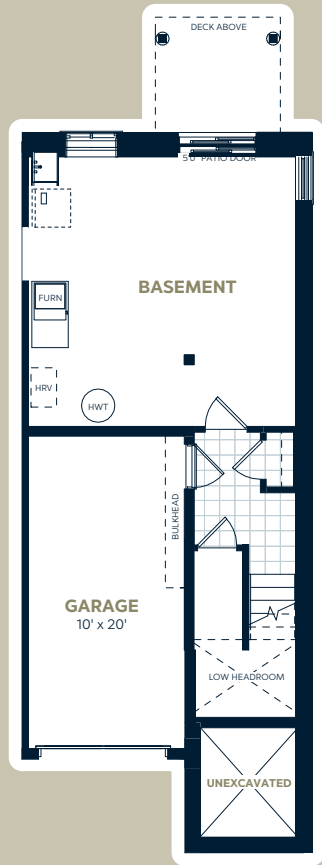 DECK ABOVE
5'0" PATIO DOOR
BASEMENT
FURN
HRV
HWT
BULKHEAD
GARAGE
10' x 20'
LOW HEADROOM
UNEXCAVATED